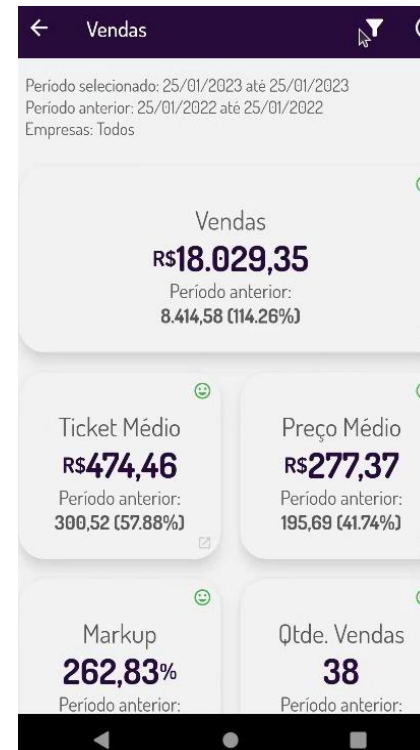 Vendas
Período selecionado: 25/01/2023 até 25/01/2023
Período anterior: 25/01/2022 até 25/01/2022
Empresas: Todos
Vendas
R$18.029,35
Período anterior:
8.414,58 (114.26%)
Ticket Médio
R$474,46
Período anterior:
300,52 (57.88%)
Preço Médio
R$277,37
Período anterior:
195,69 (41.74%)
Markup
262,83%
Período anterior:
Qtde. Vendas
38
Período anterior: